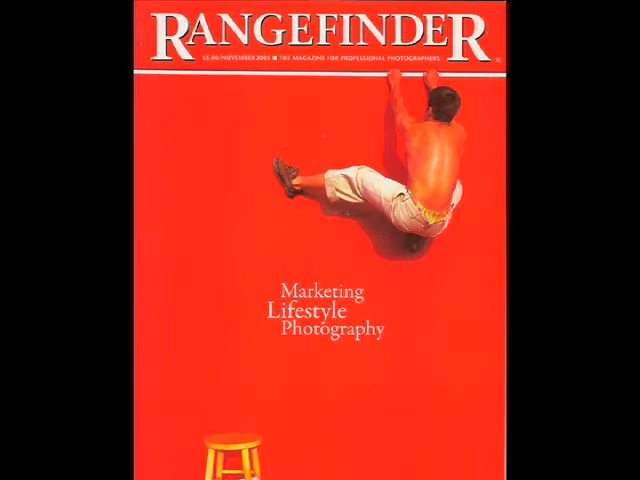 RANGEFINDER
$5.00/NOVEMBER 2005 ■ THE MAGAZINE FOR PROFESSIONAL PHOTOGRAPHERS
Marketing
Lifestyle
Photography